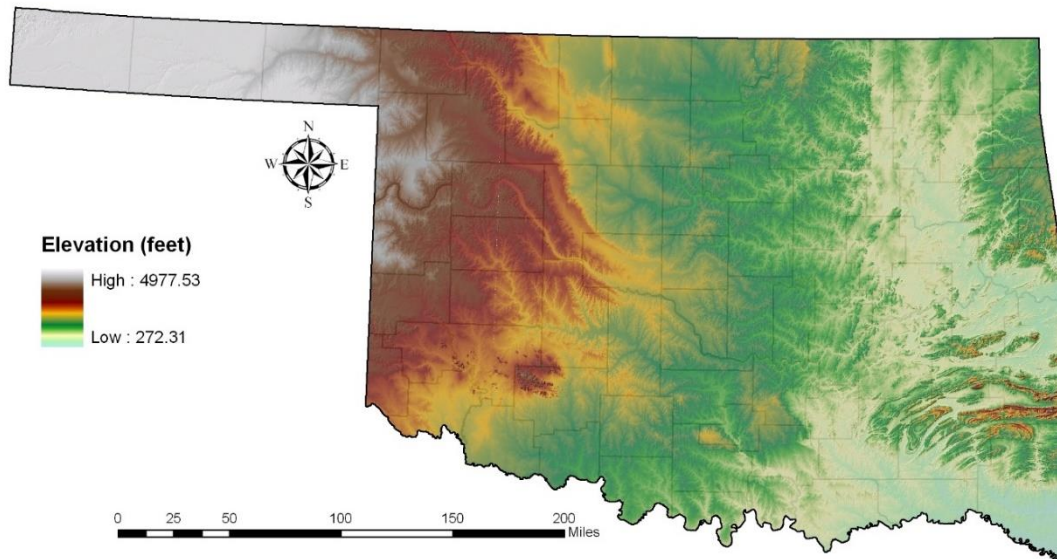 N
W E
S
Elevation (feet)
High : 4977.53
Low : 272.31
0 25 50 100 150 200
Miles